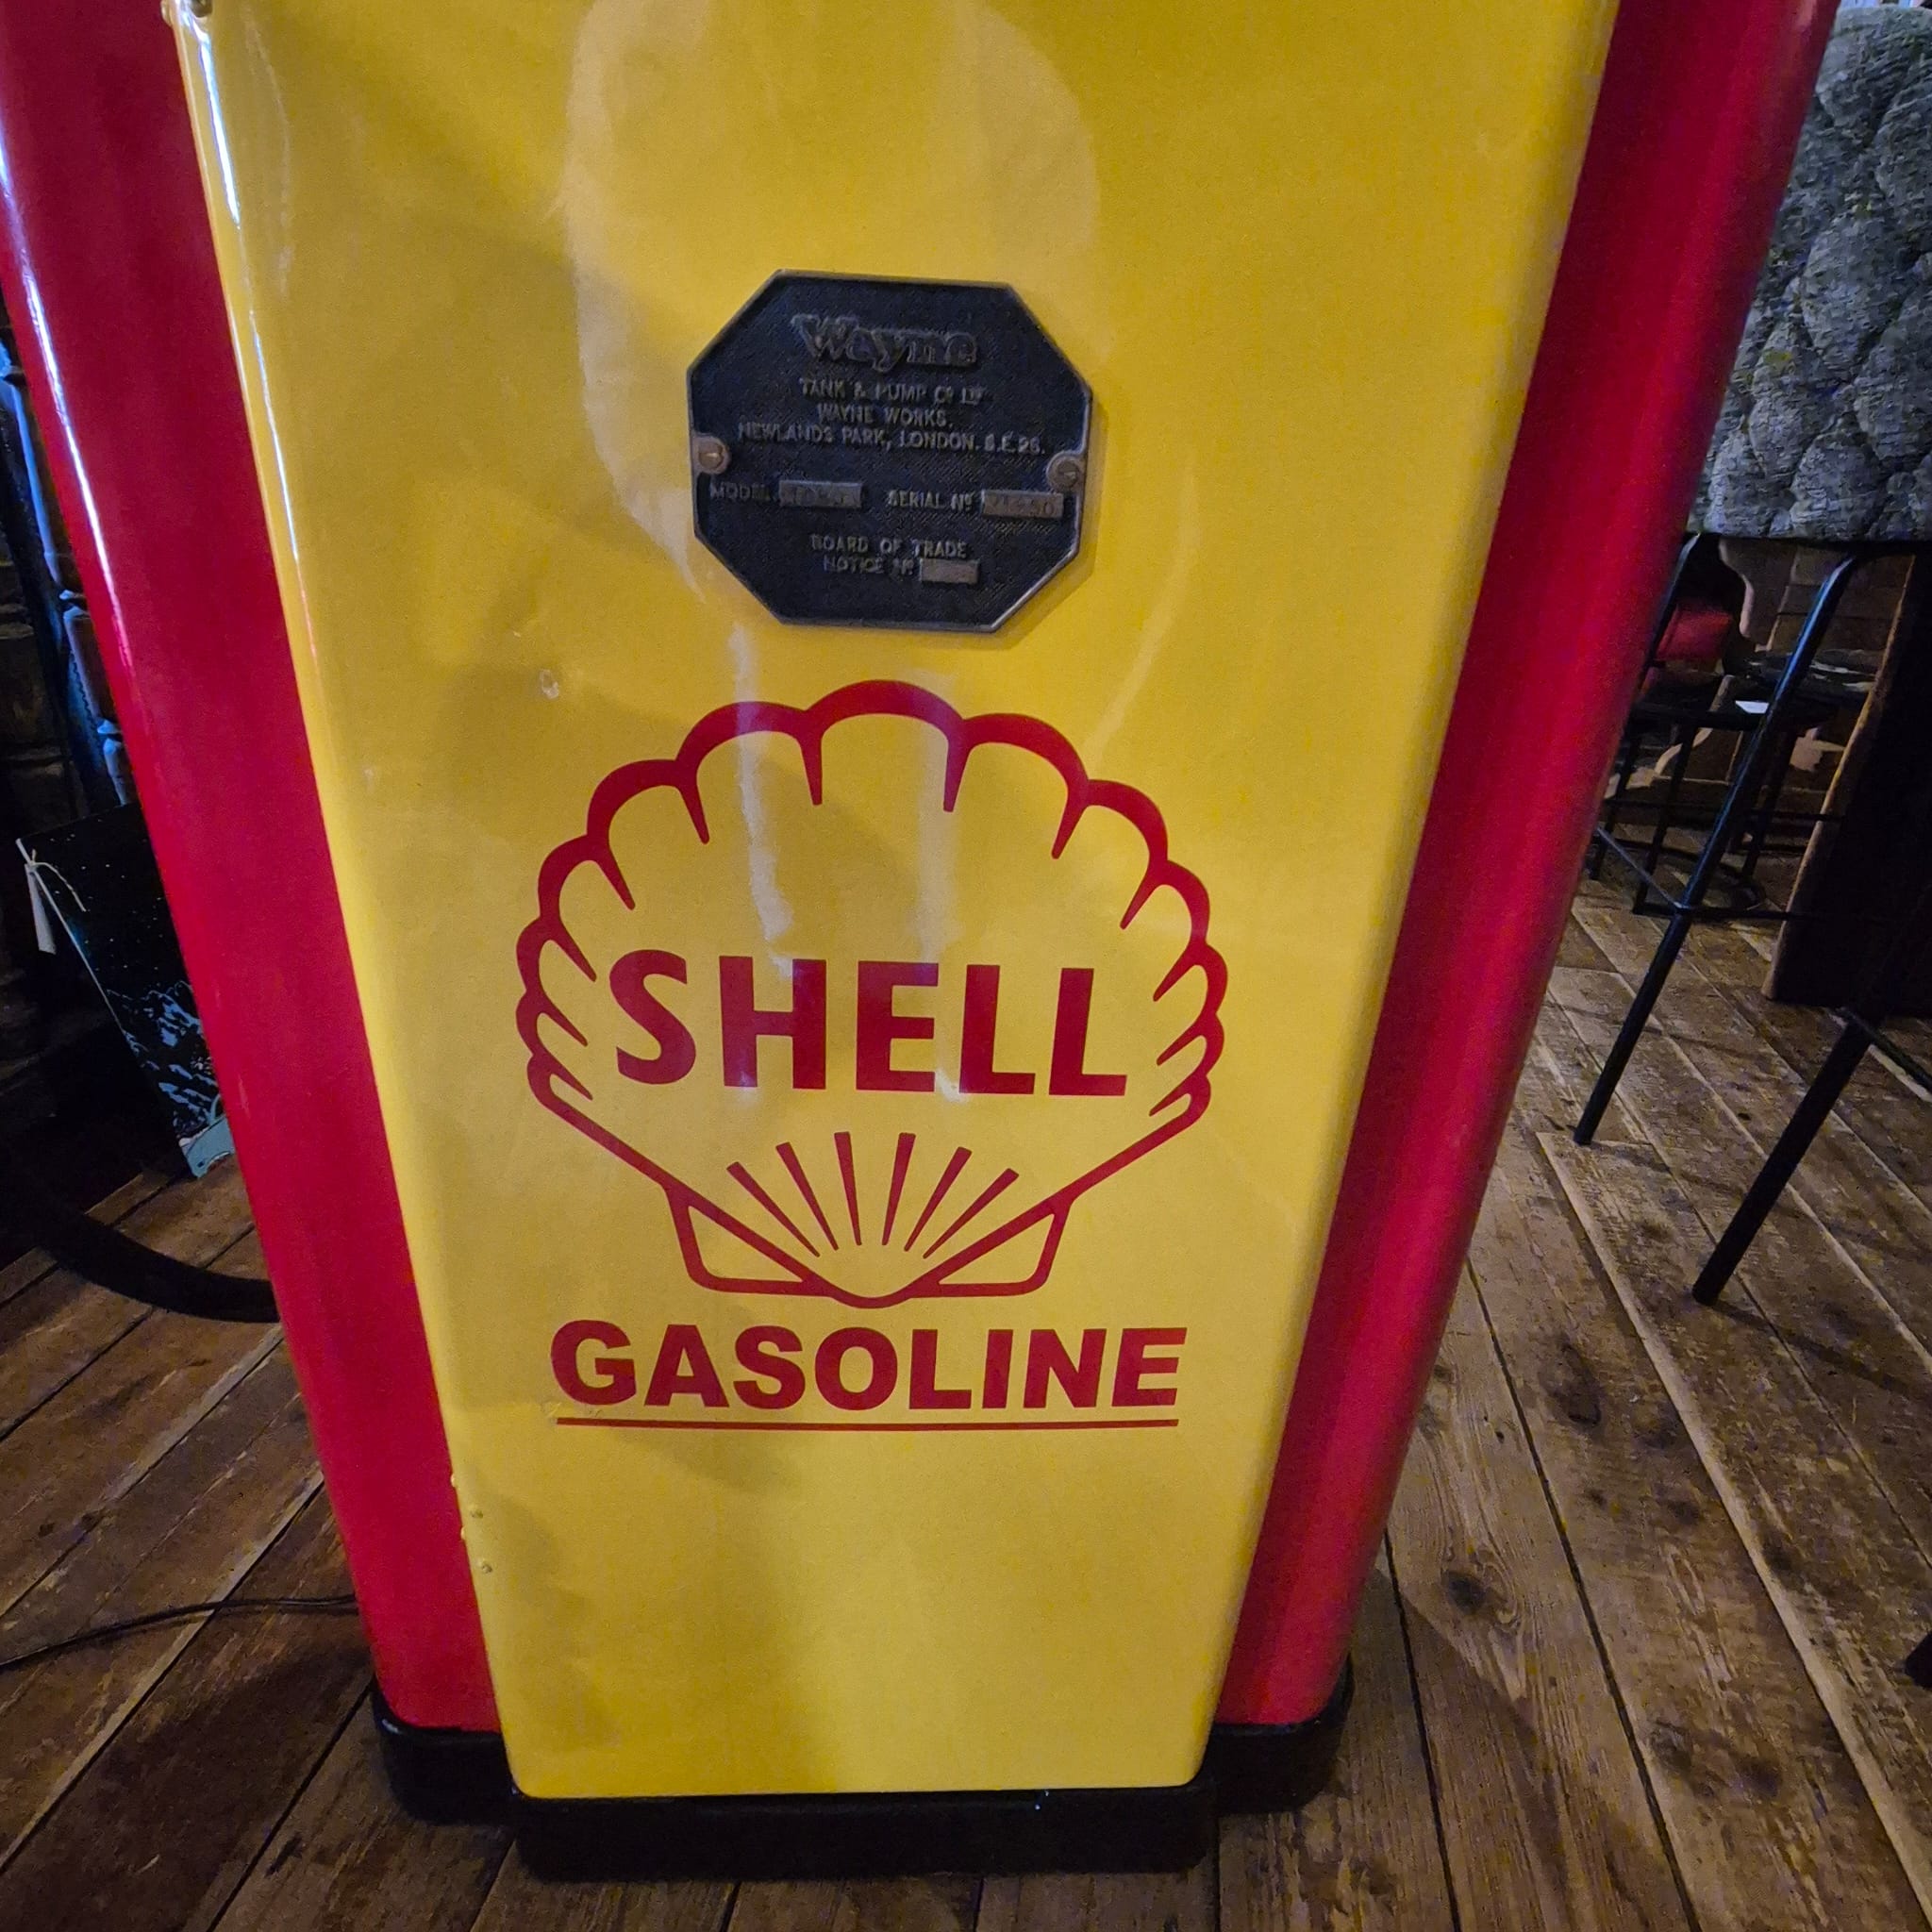 Wayne
TANK & PUMP Cº Lᵀᴰ
WAYNE WORKS.
NEWLANDS PARK, LONDON. S.E.26.
MODEL SERIAL Nº
BOARD OF TRADE
NOTICE Nº
SHELL
GASOLINE